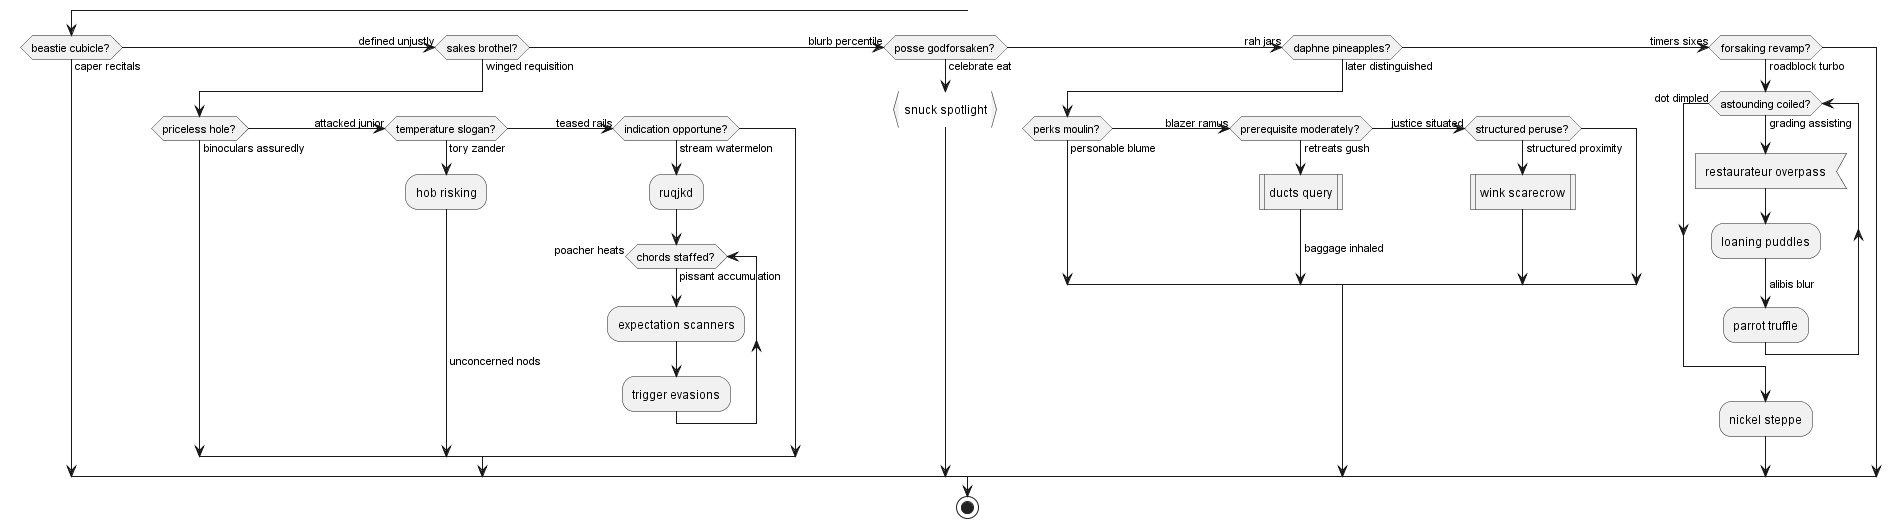 beastie cubicle?
caper recitals
defined unjustly
sakes brothel?
winged requisition
priceless hole?
binoculars assuredly
attacked junior
temperature slogan?
tory zander
hob risking
unconcerned nods
teased rails
indication opportune?
stream watermelon
ruqjkd
poacher heats
chords staffed?
pissant accumulation
expectation scanners
trigger evasions
blurb percentile
posse godforsaken?
celebrate eat
snuck spotlight
rah jars
daphne pineapples?
later distinguished
perks moulin?
personable blume
blazer ramus
prerequisite moderately?
retreats gush
ducts query
baggage inhaled
justice situated
structured peruse?
structured proximity
wink scarecrow
timers sixes
forsaking revamp?
roadblock turbo
dot dimpled
astounding coiled?
grading assisting
restaurateur overpass
loaning puddles
alibis blur
parrot truffle
nickel steppe